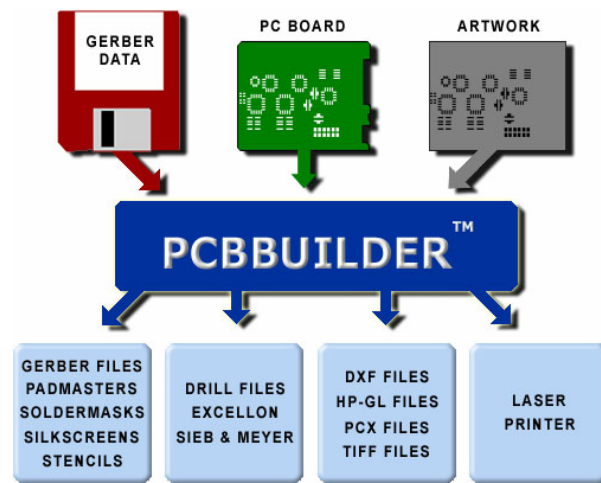 GERBER
DATA
PC BOARD
ARTWORK
PCBBUILDER™
GERBER FILES
PADMASTERS
SOLDERMASKS
SILKSCREENS
STENCILS
DRILL FILES
EXCELLON
SIEB & MEYER
DXF FILES
HP-GL FILES
PCX FILES
TIFF FILES
LASER
PRINTER